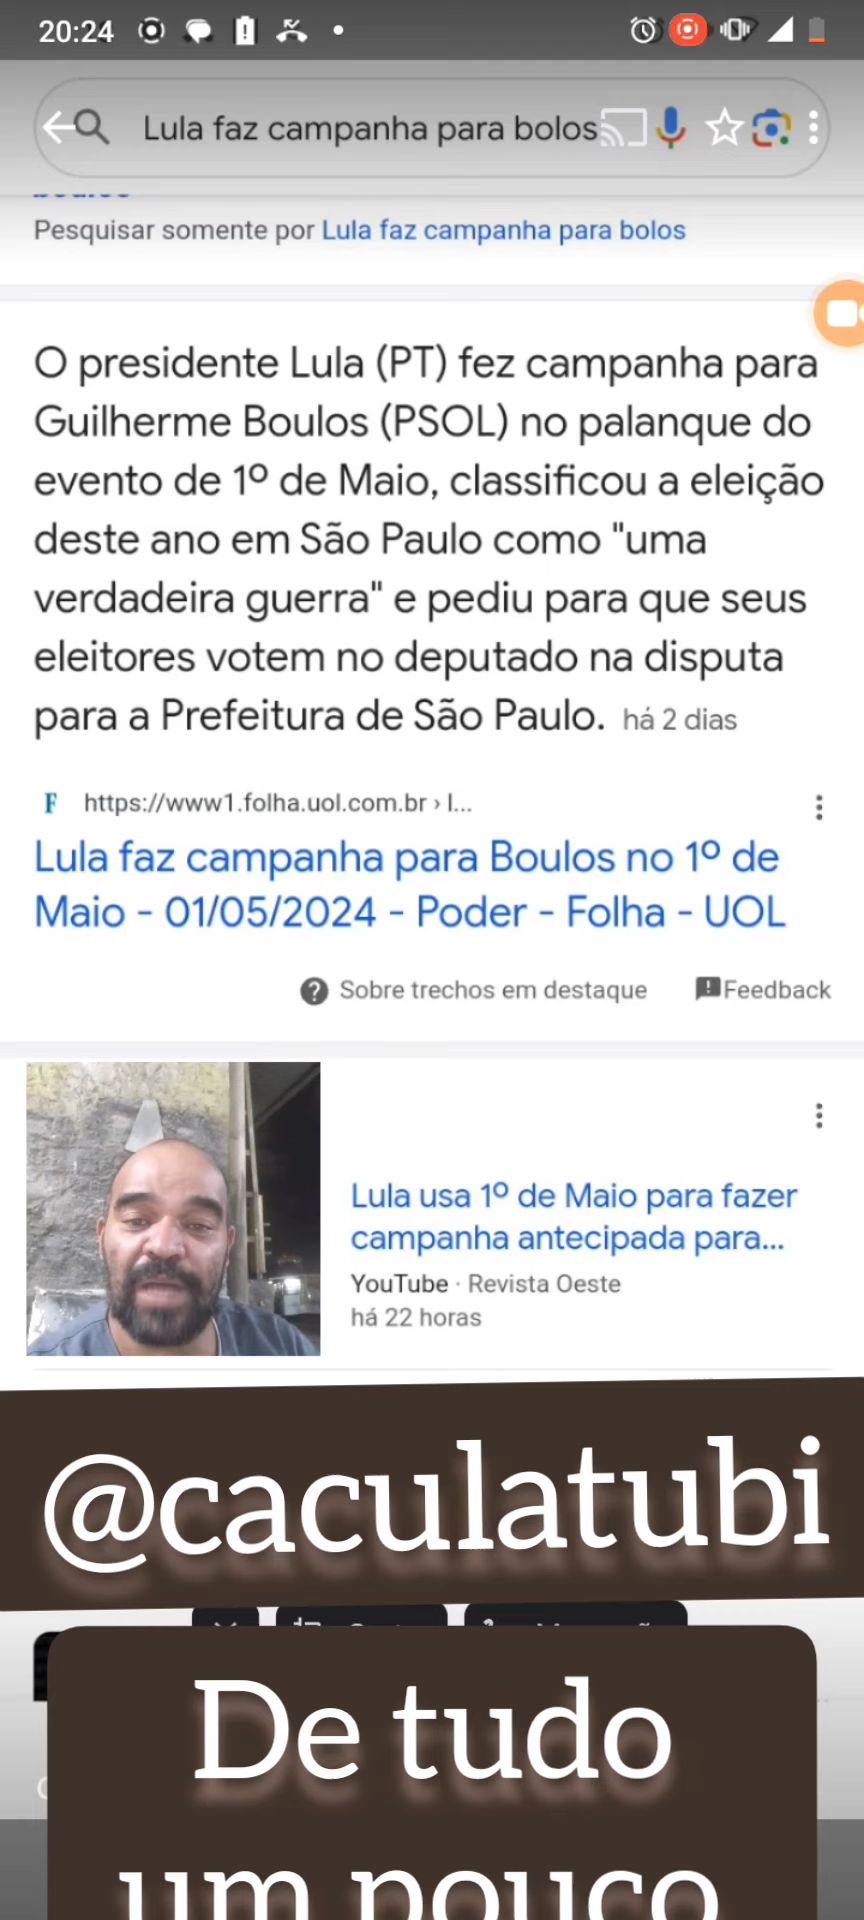 20:24
Lula faz campanha para bolos
boulos
Pesquisar somente por Lula faz campanha para bolos
O presidente Lula (PT) fez campanha para
Guilherme Boulos (PSOL) no palanque do
evento de 1º de Maio, classificou a eleição
deste ano em São Paulo como "uma
verdadeira guerra" e pediu para que seus
eleitores votem no deputado na disputa
para a Prefeitura de São Paulo. há 2 dias
F https://www1.folha.uol.com.br › l...
Lula faz campanha para Boulos no 1º de
Maio - 01/05/2024 - Poder - Folha - UOL
Sobre trechos em destaque Feedback
Lula usa 1º de Maio para fazer
campanha antecipada para...
YouTube · Revista Oeste
há 22 horas
@caculatubi
De tudo
um pouco